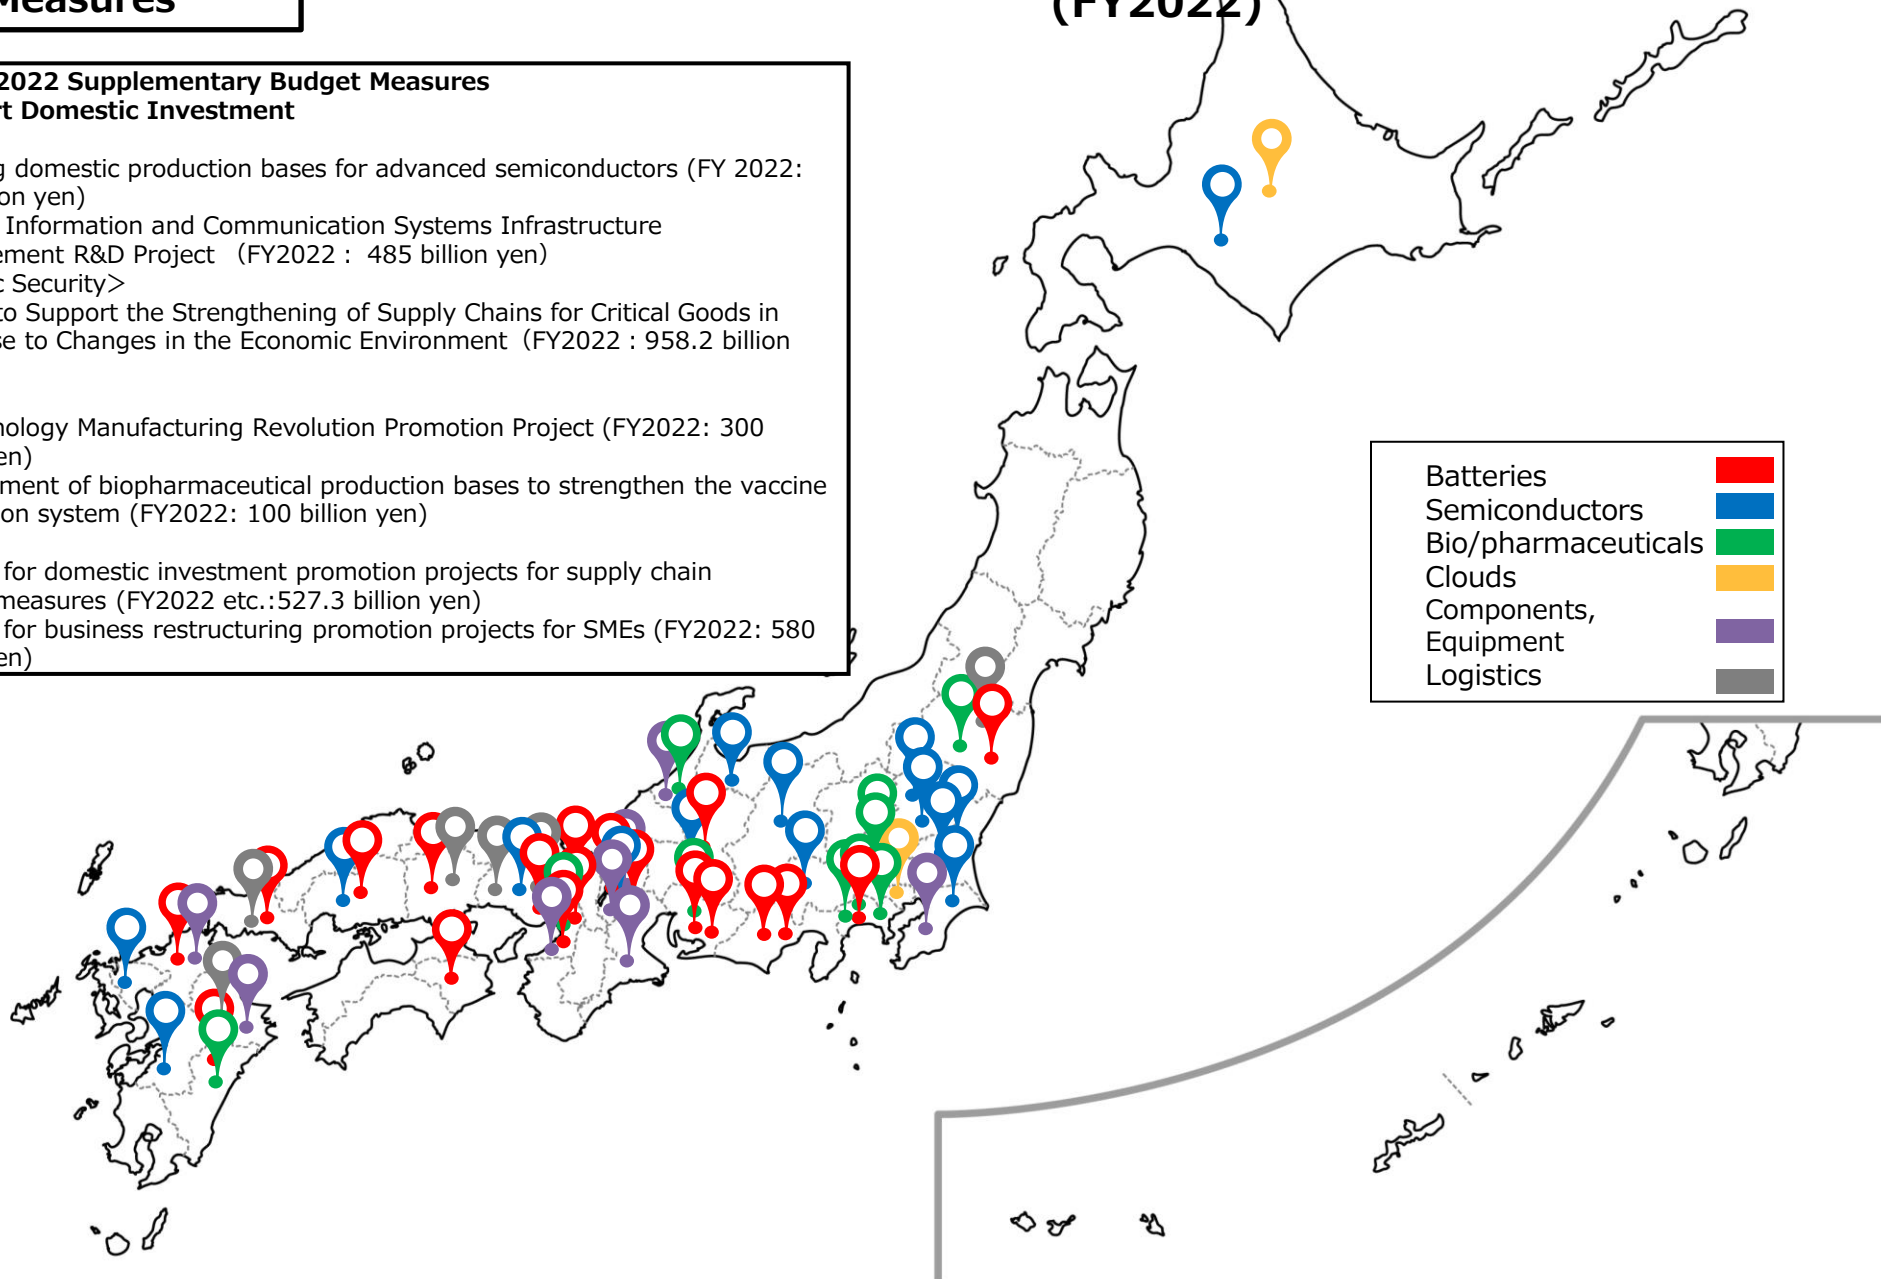 Measures
(FY2022)
2022 Supplementary Budget Measures
rt Domestic Investment
g domestic production bases for advanced semiconductors (FY 2022:
on yen)
Information and Communication Systems Infrastructure
ement R&D Project （FY2022： 485 billion yen）
c Security＞
to Support the Strengthening of Supply Chains for Critical Goods in
se to Changes in the Economic Environment（FY2022：958.2 billion
nology Manufacturing Revolution Promotion Project (FY2022: 300
en)
ment of biopharmaceutical production bases to strengthen the vaccine
on system (FY2022: 100 billion yen)
for domestic investment promotion projects for supply chain
measures (FY2022 etc.:527.3 billion yen)
for business restructuring promotion projects for SMEs (FY2022: 580
en)
Batteries
Semiconductors
Bio/pharmaceuticals
Clouds
Components,
Equipment
Logistics